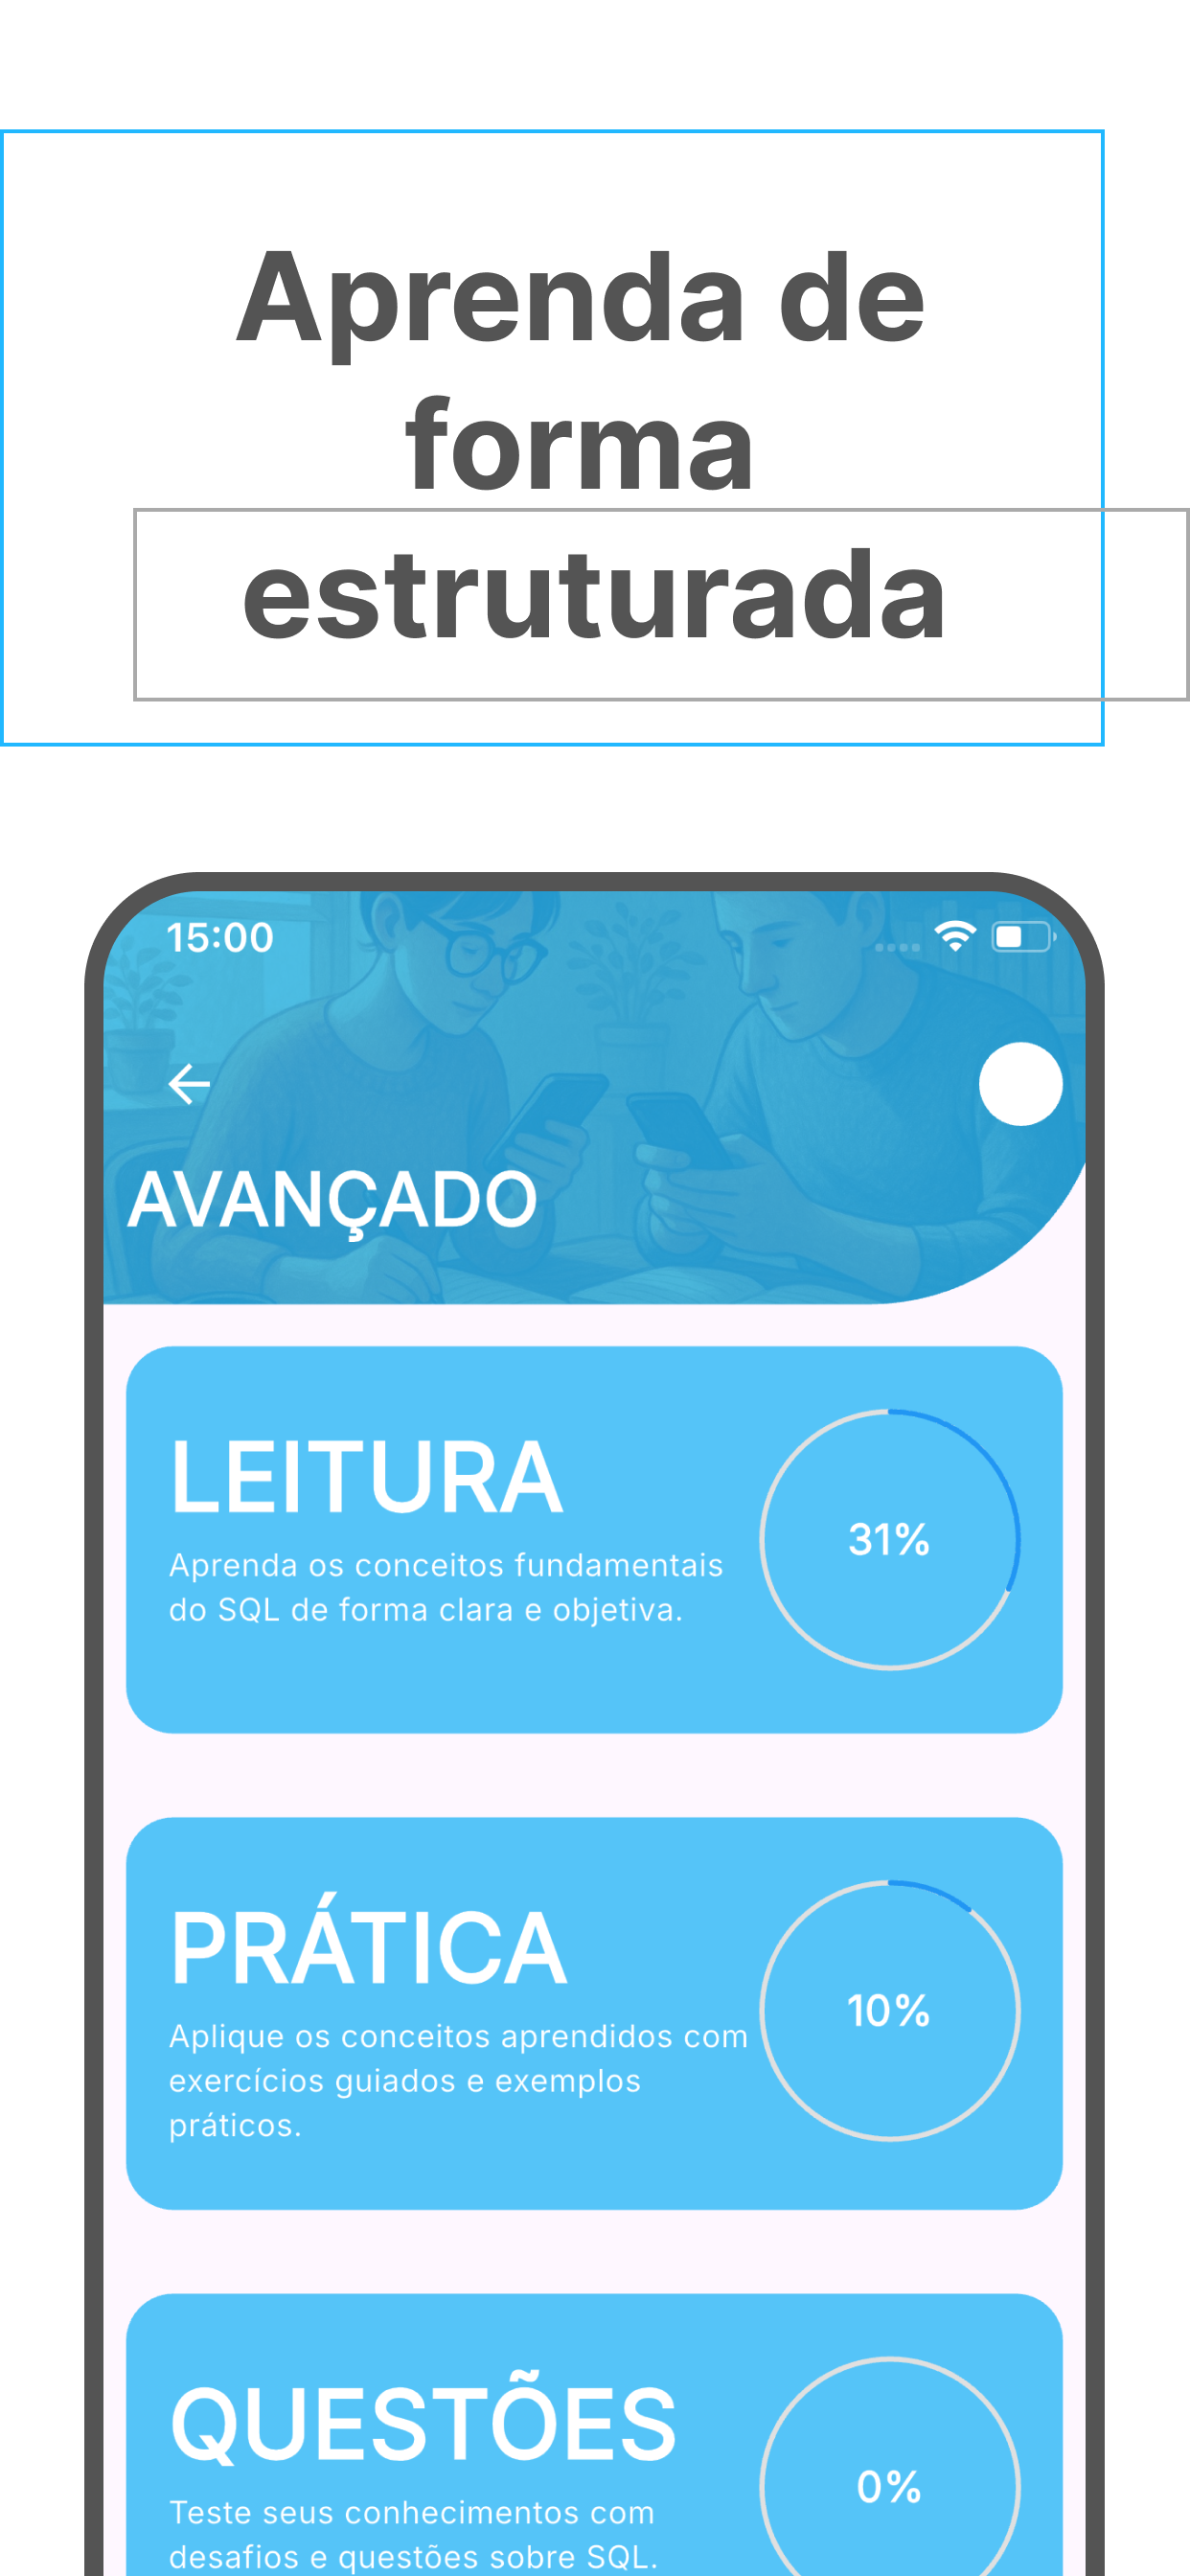 Aprenda de
forma
estruturada
15:00
AVANÇADO
LEITURA
Aprenda os conceitos fundamentais
do SQL de forma clara e objetiva.
31%
PRÁTICA
Aplique os conceitos aprendidos com
exercícios guiados e exemplos
práticos.
10%
QUESTÕES
Teste seus conhecimentos com
desafios e questões sobre SQL.
0%